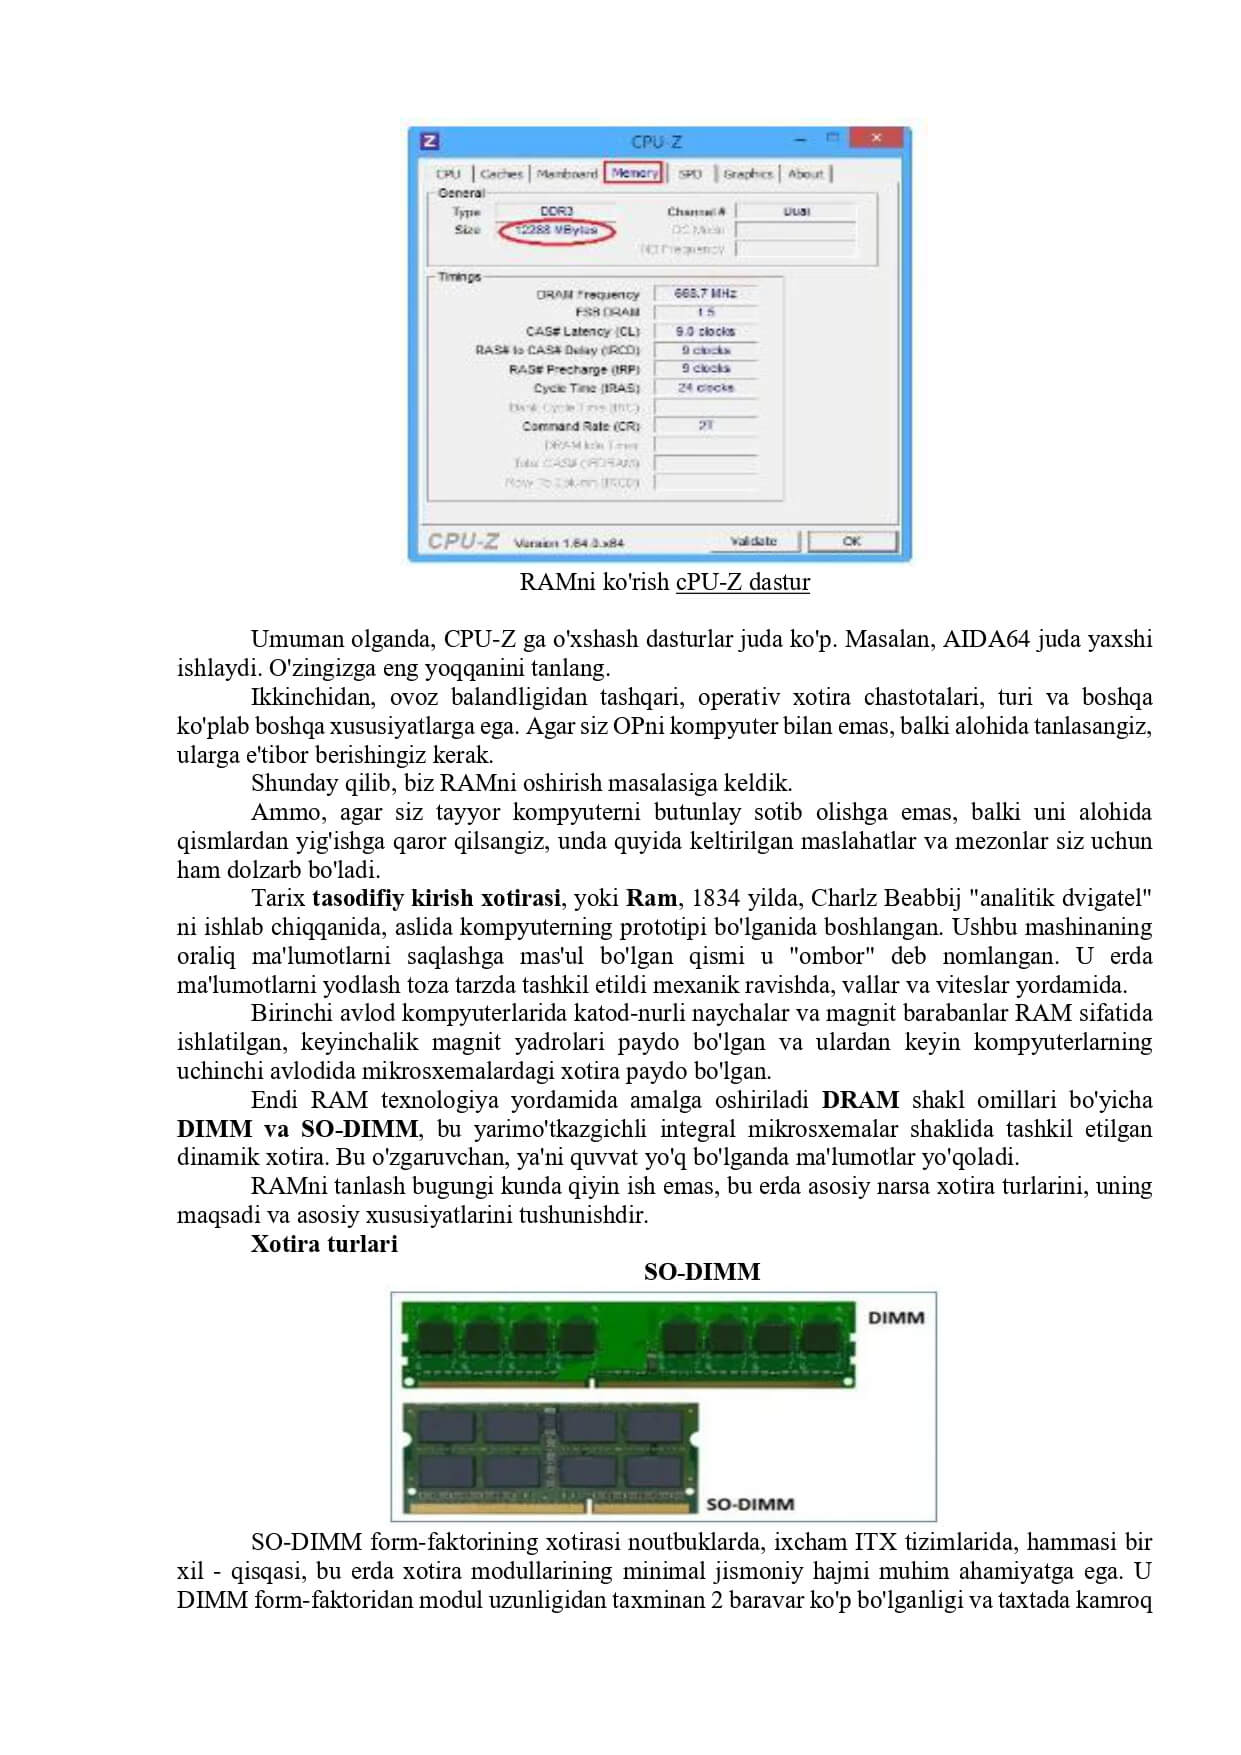 CPU-Z
CPU Caches Mainboard Memory SPD Graphics About
General
Type DDR3 Channel # Dual
Size 12288 MBytes
Timings
DRAM Frequency 668.7 MHz
FSB:DRAM 1:5
CAS# Latency (CL) 9.0 clocks
RAS# to CAS# Delay (tRCD) 9 clocks
RAS# Precharge (tRP) 9 clocks
Cycle Time (tRAS) 24 clocks
Bank Cycle Time (tRC)
Command Rate (CR) 2T
DRAM Idle Timer
Total CAS# (tRDRAM)
Row To Column (tRCD)
CPU-Z Version 1.64.0.x64 Validate OK
RAMni ko'rish cPU-Z dastur
Umuman olganda, CPU-Z ga o'xshash dasturlar juda ko'p. Masalan, AIDA64 juda yaxshi
ishlaydi. O'zingizga eng yoqqanini tanlang.
Ikkinchidan, ovoz balandligidan tashqari, operativ xotira chastotalari, turi va boshqa
ko'plab boshqa xususiyatlarga ega. Agar siz OPni kompyuter bilan emas, balki alohida tanlasangiz,
ularga e'tibor berishingiz kerak.
Shunday qilib, biz RAMni oshirish masalasiga keldik.
Ammo, agar siz tayyor kompyuterni butunlay sotib olishga emas, balki uni alohida
qismlardan yig'ishga qaror qilsangiz, unda quyida keltirilgan maslahatlar va mezonlar siz uchun
ham dolzarb bo'ladi.
Tarix tasodifiy kirish xotirasi, yoki Ram, 1834 yilda, Charlz Beabbij "analitik dvigatel"
ni ishlab chiqqanida, aslida kompyuterning prototipi bo'lganida boshlangan. Ushbu mashinaning
oraliq ma'lumotlarni saqlashga mas'ul bo'lgan qismi u "ombor" deb nomlangan. U erda
ma'lumotlarni yodlash toza tarzda tashkil etildi mexanik ravishda, vallar va viteslar yordamida.
Birinchi avlod kompyuterlarida katod-nurli naychalar va magnit barabanlar RAM sifatida
ishlatilgan, keyinchalik magnit yadrolari paydo bo'lgan va ulardan keyin kompyuterlarning
uchinchi avlodida mikrosxemalardagi xotira paydo bo'lgan.
Endi RAM texnologiya yordamida amalga oshiriladi DRAM shakl omillari bo'yicha
DIMM va SO-DIMM, bu yarimo'tkazgichli integral mikrosxemalar shaklida tashkil etilgan
dinamik xotira. Bu o'zgaruvchan, ya'ni quvvat yo'q bo'lganda ma'lumotlar yo'qoladi.
RAMni tanlash bugungi kunda qiyin ish emas, bu erda asosiy narsa xotira turlarini, uning
maqsadi va asosiy xususiyatlarini tushunishdir.
Xotira turlari
SO-DIMM
DIMM
SO-DIMM
SO-DIMM form-faktorining xotirasi noutbuklarda, ixcham ITX tizimlarida, hammasi bir
xil - qisqasi, bu erda xotira modullarining minimal jismoniy hajmi muhim ahamiyatga ega. U
DIMM form-faktoridan modul uzunligidan taxminan 2 baravar ko'p bo'lganligi va taxtada kamroq